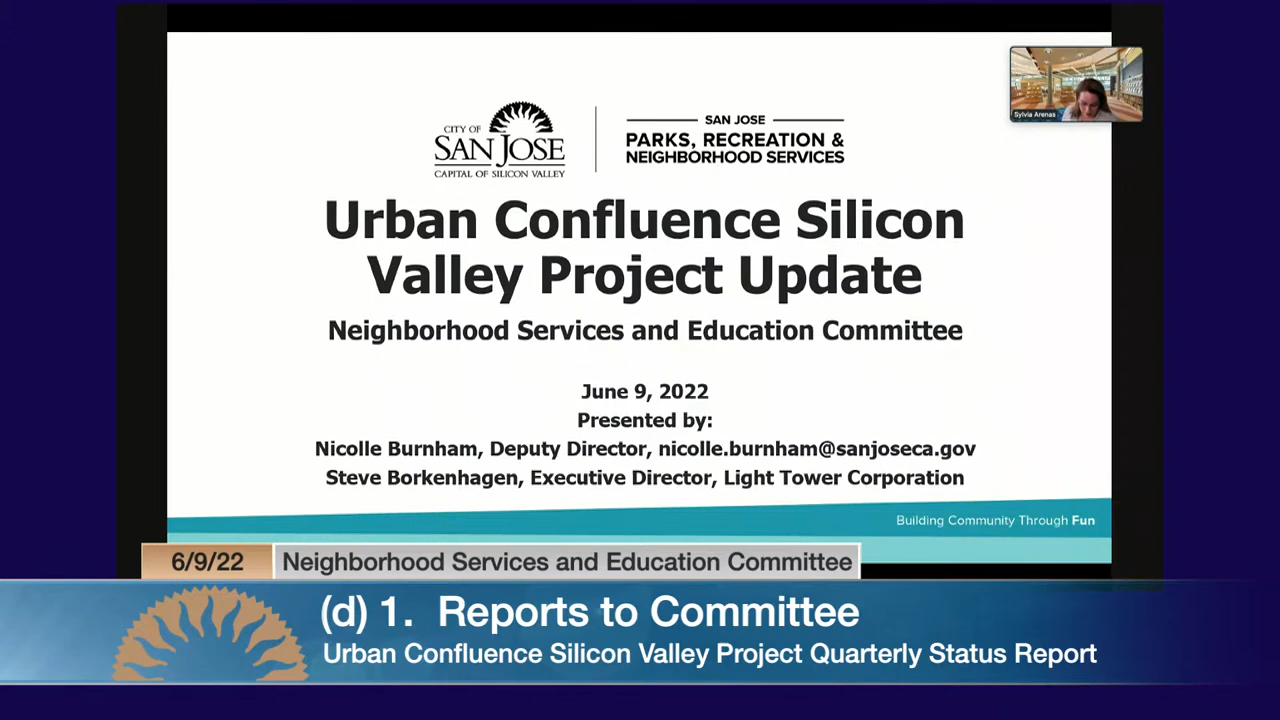 CITY OF
SAN JOSE
CAPITAL OF SILICON VALLEY
SAN JOSE
PARKS, RECREATION &
NEIGHBORHOOD SERVICES
Sylvia Arenas
Urban Confluence Silicon
Valley Project Update
Neighborhood Services and Education Committee
June 9, 2022
Presented by:
Nicolle Burnham, Deputy Director, nicolle.burnham@sanjoseca.gov
Steve Borkenhagen, Executive Director, Light Tower Corporation
Building Community Through Fun
6/9/22 Neighborhood Services and Education Committee
(d) 1. Reports to Committee
Urban Confluence Silicon Valley Project Quarterly Status Report